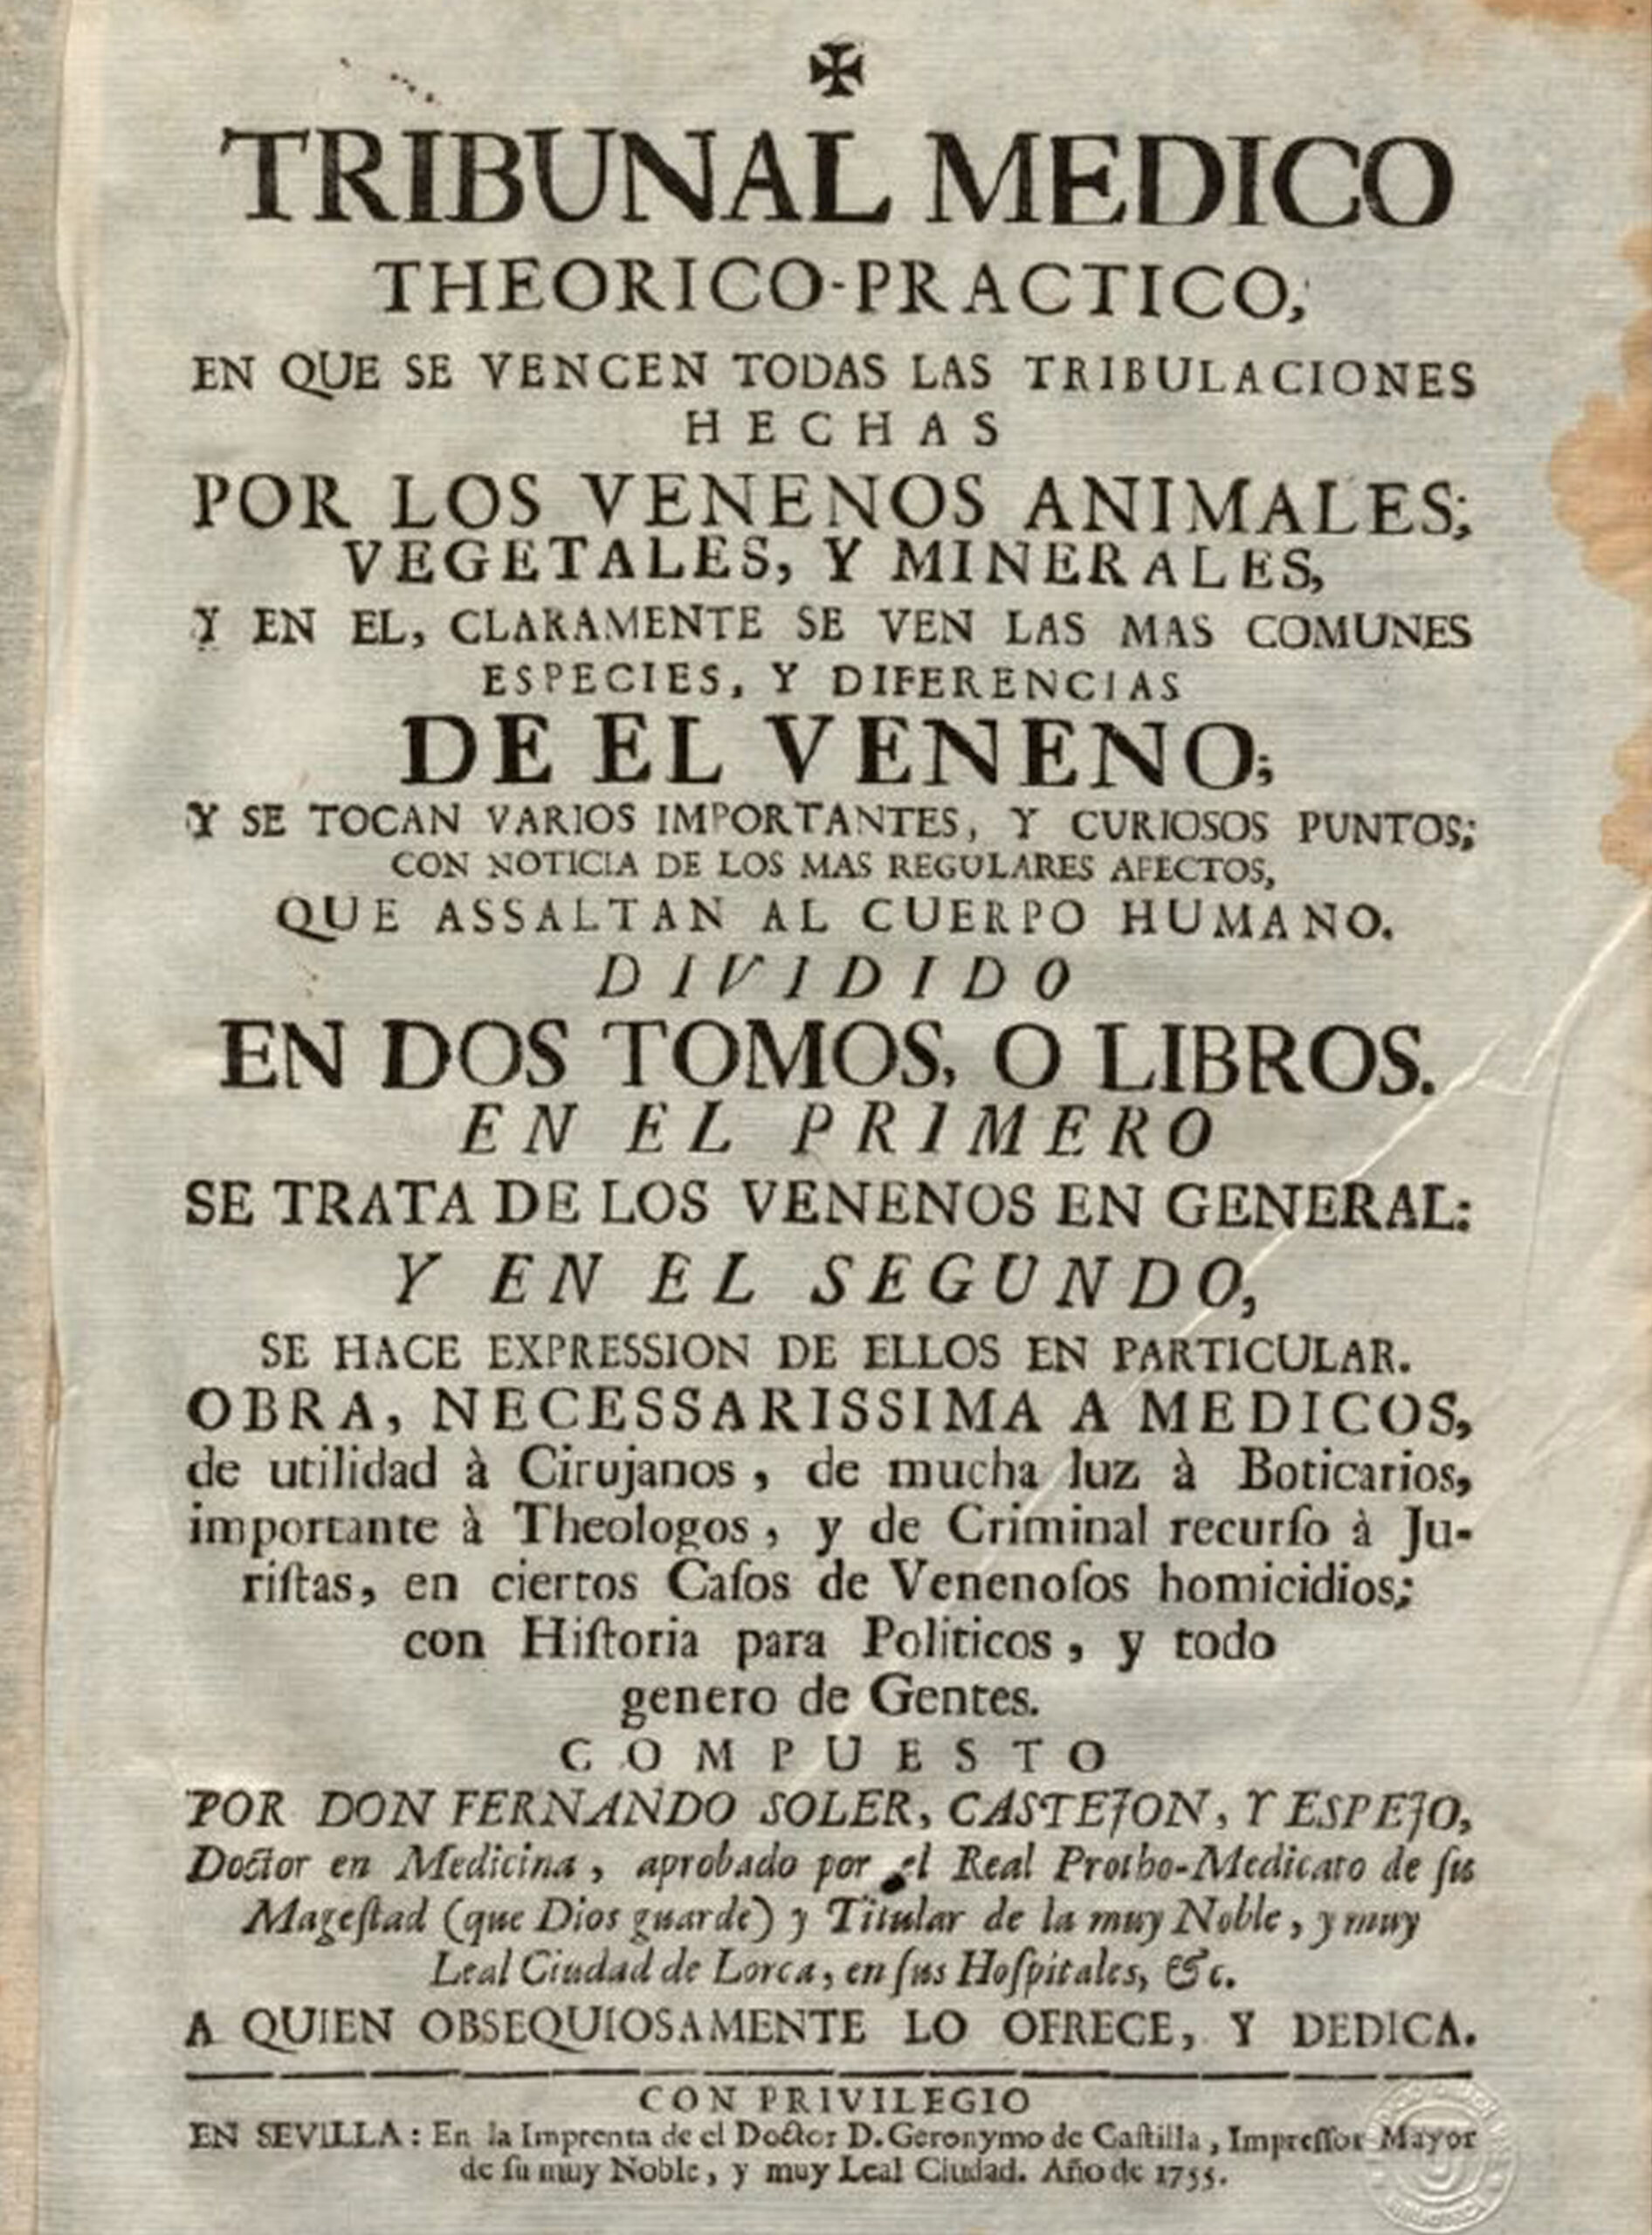 ✠
TRIBUNAL MEDICO
THEORICO-PRACTICO,
EN QUE SE VENCEN TODAS LAS TRIBULACIONES
HECHAS
POR LOS VENENOS ANIMALES;
VEGETALES, Y MINERALES,
Y EN EL, CLARAMENTE SE VEN LAS MAS COMUNES
ESPECIES, Y DIFERENCIAS
DE EL VENENO;
Y SE TOCAN VARIOS IMPORTANTES, Y CURIOSOS PUNTOS;
CON NOTICIA DE LOS MAS REGULARES AFECTOS,
QUE ASSALTAN AL CUERPO HUMANO.
DIVIDIDO
EN DOS TOMOS, O LIBROS.
EN EL PRIMERO
SE TRATA DE LOS VENENOS EN GENERAL:
Y EN EL SEGUNDO,
SE HACE EXPRESSION DE ELLOS EN PARTICULAR.
OBRA, NECESSARISSIMA A MEDICOS,
de utilidad à Cirujanos, de mucha luz à Boticarios,
importante à Theologos, y de Criminal recurſo à Ju-
riſtas, en ciertos Caſos de Venenoſos homicidios;
con Hiſtoria para Politicos, y todo
genero de Gentes.
COMPUESTO
POR DON FERNANDO SOLER, CASTEJON, Y ESPEJO,
Doctor en Medicina, aprobado por el Real Protho-Medicato de ſu
Mageſtad (que Dios guarde) y Titular de la muy Noble, y muy
Leal Ciudad de Lorca, en ſus Hoſpitales, &c.
A QUIEN OBSEQUIOSAMENTE LO OFRECE, Y DEDICA.
CON PRIVILEGIO
EN SEVILLA: En la Imprenta de el Doctor D. Geronymo de Caſtilla, Impreſſor Mayor
de ſu muy Noble, y muy Leal Ciudad. Año de 1755.